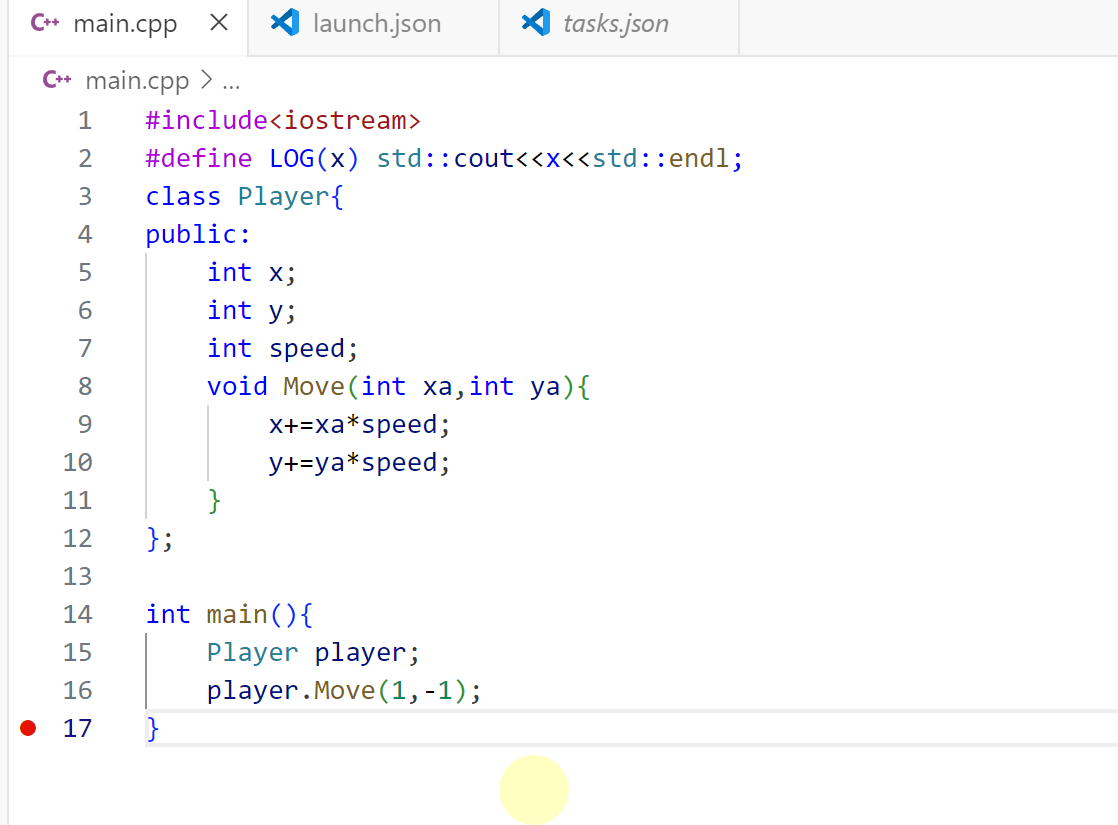 C++ main.cpp × launch.json tasks.json
C++ main.cpp > ...
1 #include<iostream>
2 #define LOG(x) std::cout<<x<<std::endl;
3 class Player{
4 public:
5     int x;
6     int y;
7     int speed;
8     void Move(int xa,int ya){
9         x+=xa*speed;
10         y+=ya*speed;
11     }
12 };
13
14 int main(){
15     Player player;
16     player.Move(1,-1);
17 }